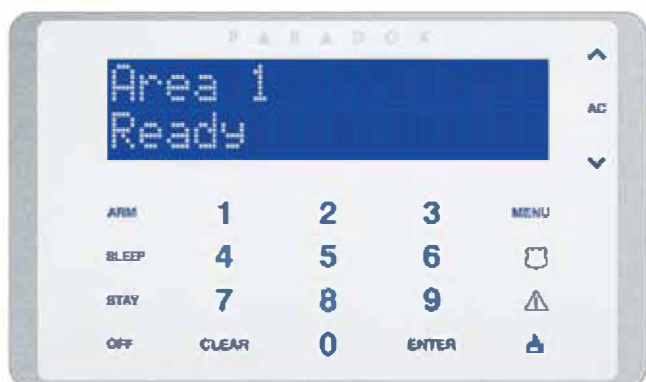 PARADOX
Area 1
Ready
AC
ARM 1 2 3 MENU
SLEEP 4 5 6
STAY 7 8 9
OFF CLEAR 0 ENTER